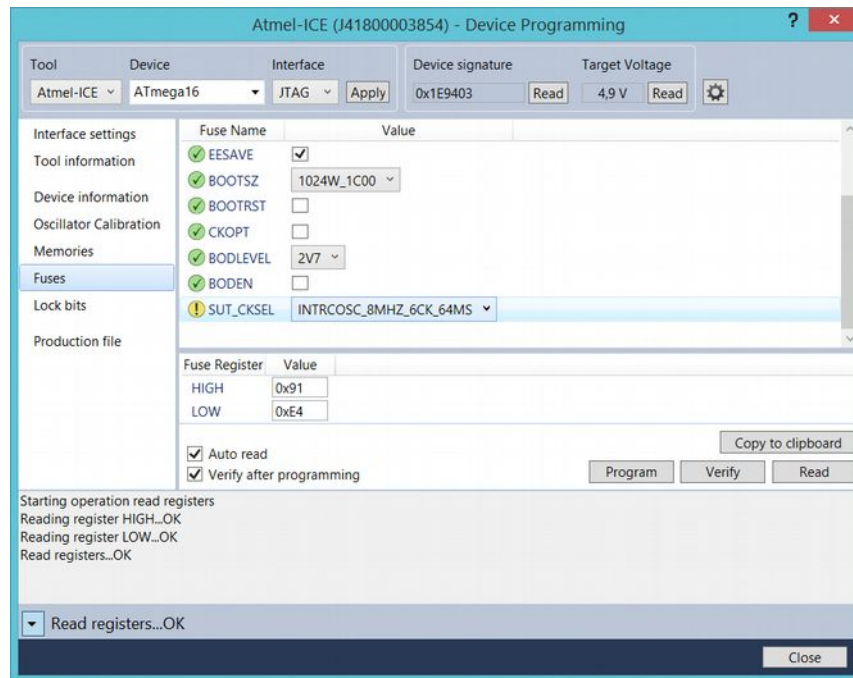 Atmel-ICE (J41800003854) - Device Programming ? ×
Tool Device Interface Device signature Target Voltage
Atmel-ICE ATmega16 JTAG Apply 0x1E9403 Read 4,9 V Read
Interface settings
Tool information
Device information
Oscillator Calibration
Memories
Fuses
Lock bits
Production file
Fuse Name Value
EESAVE
BOOTSZ 1024W_1C00
BOOTRST
CKOPT
BODLEVEL 2V7
BODEN
SUT_CKSEL INTRCOSC_8MHZ_6CK_64MS
Fuse Register Value
HIGH 0x91
LOW 0xE4
Copy to clipboard
Auto read
Verify after programming Program Verify Read
Starting operation read registers
Reading register HIGH...OK
Reading register LOW...OK
Read registers...OK
Read registers...OK
Close